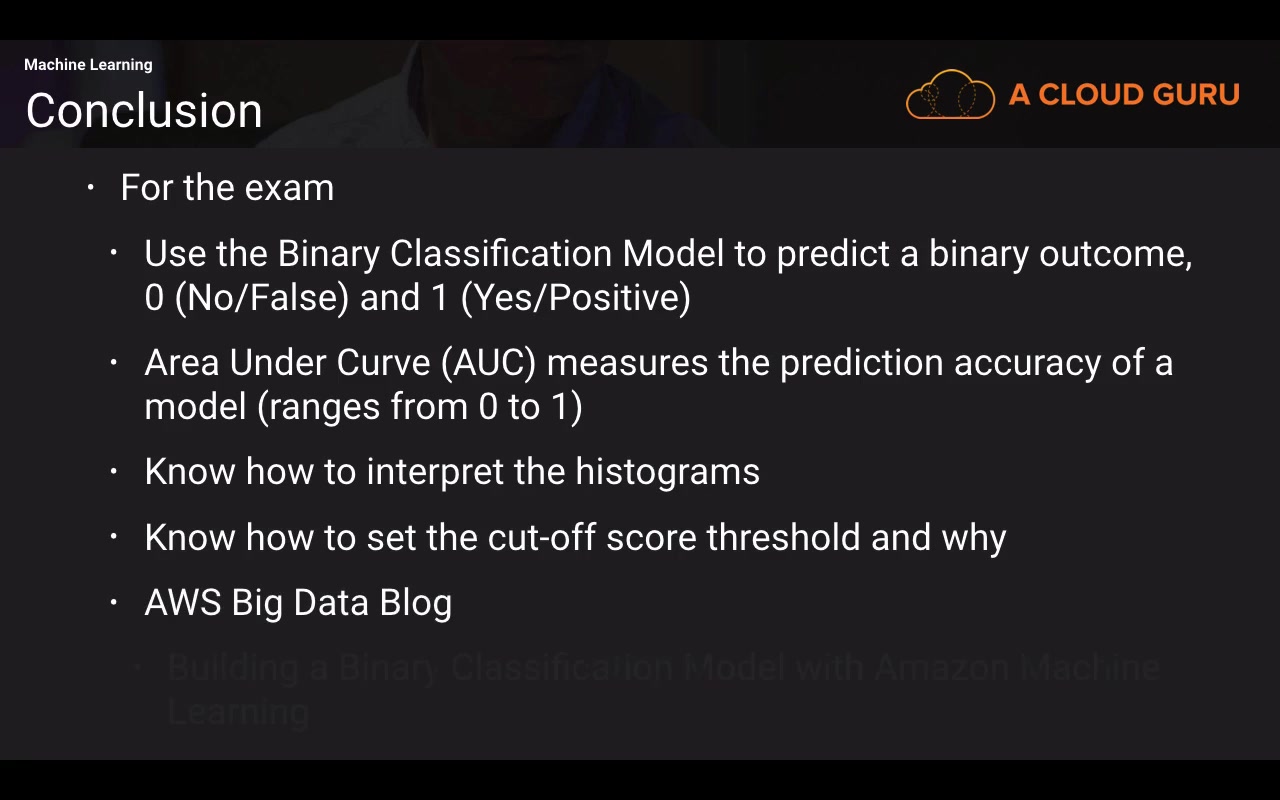 Machine Learning
Conclusion
A CLOUD GURU
• For the exam
• Use the Binary Classification Model to predict a binary outcome,
0 (No/False) and 1 (Yes/Positive)
• Area Under Curve (AUC) measures the prediction accuracy of a
model (ranges from 0 to 1)
• Know how to interpret the histograms
• Know how to set the cut-off score threshold and why
• AWS Big Data Blog
• Building a Binary Classification Model with Amazon Machine
Learning